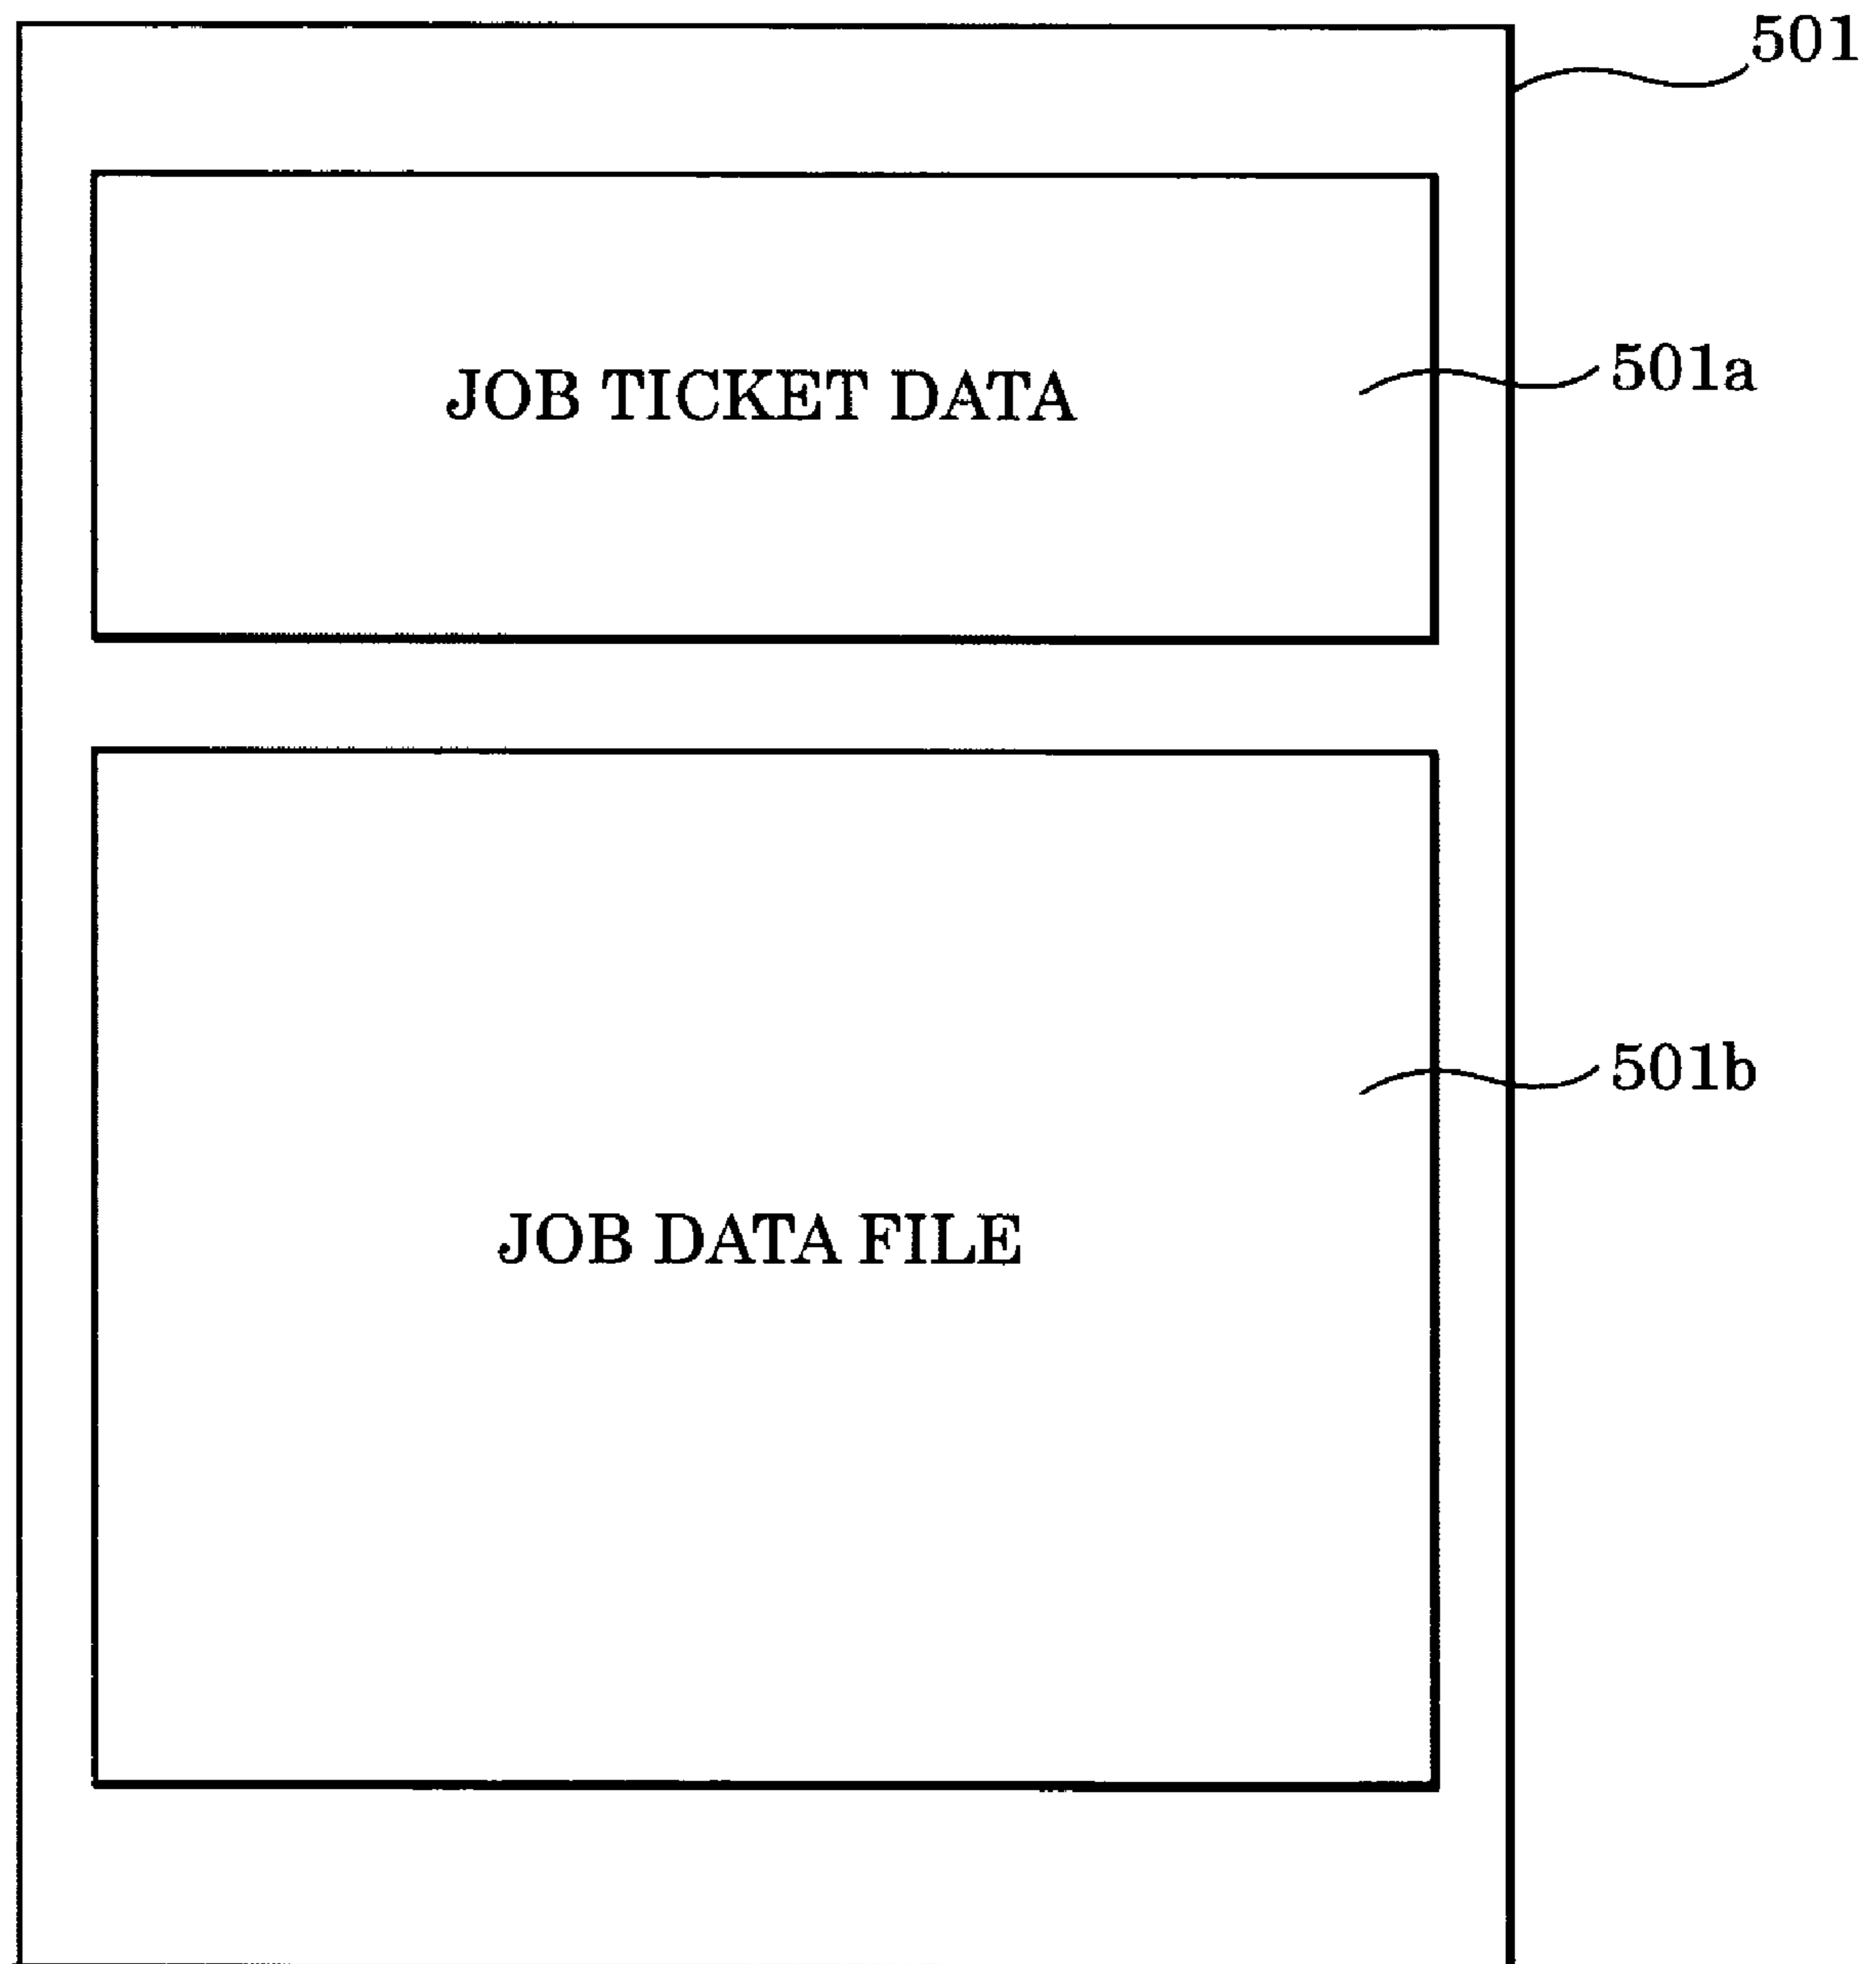 501
JOB TICKET DATA
501a
501b
JOB DATA FILE